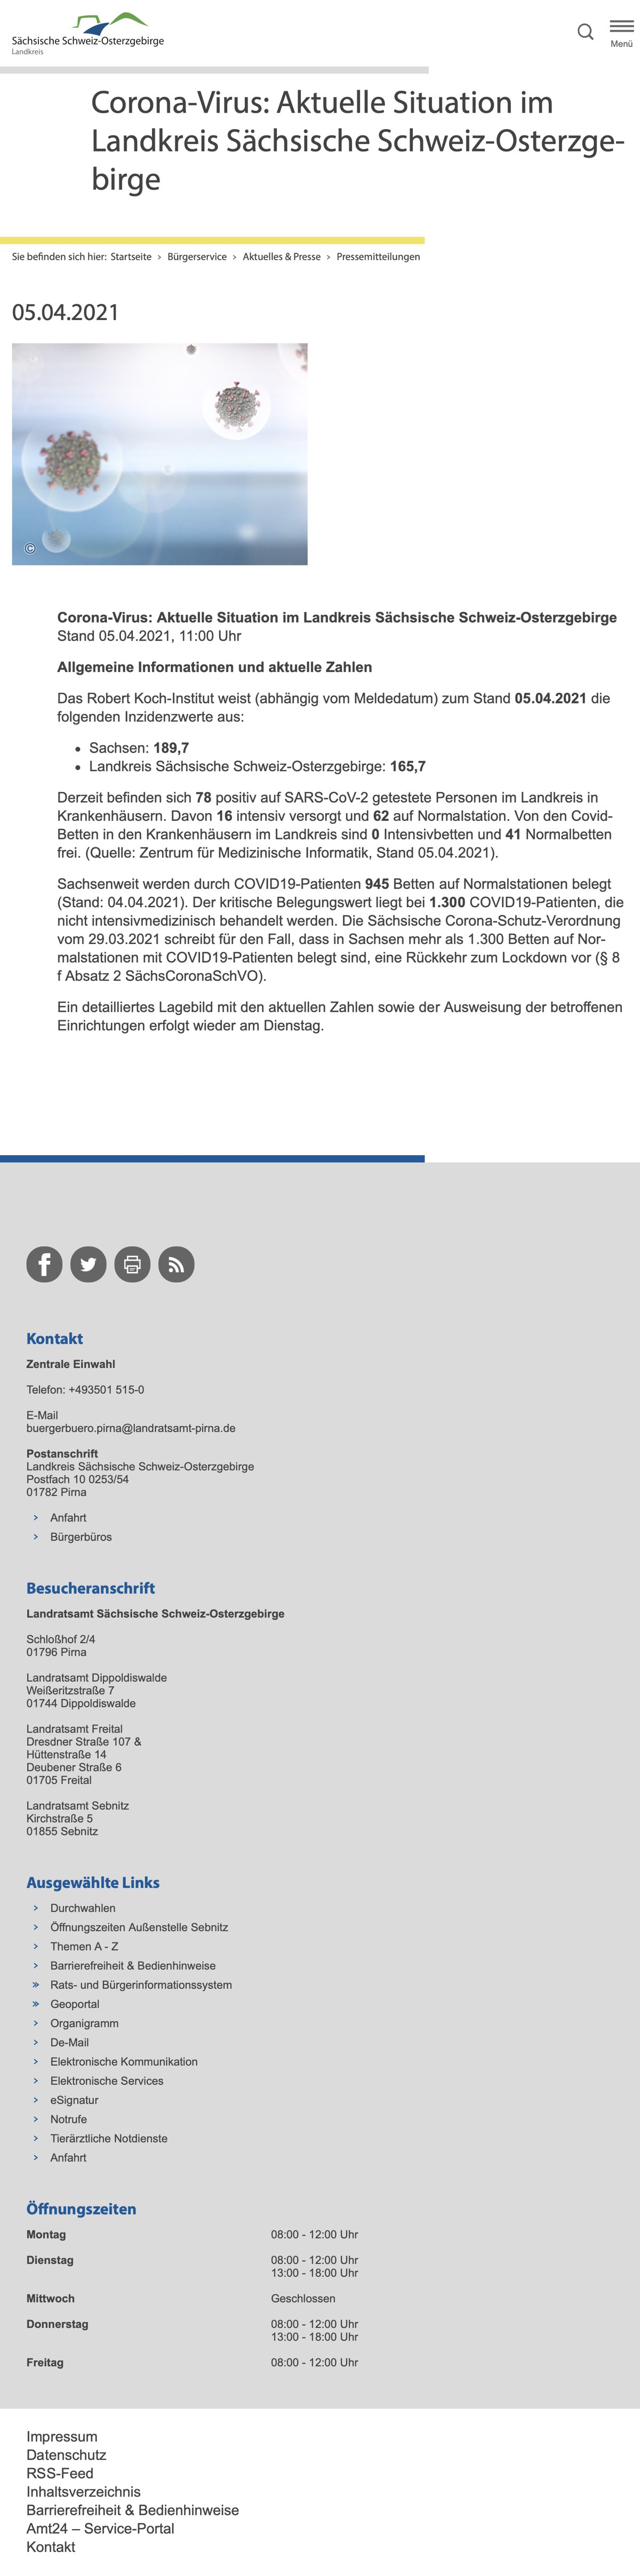 Sächsische Schweiz-Osterzgebirge
Landkreis
Menü
Corona-Virus: Aktuelle Situation im
Landkreis Sächsische Schweiz-Osterzge-
birge
Sie befinden sich hier: Startseite > Bürgerservice > Aktuelles & Presse > Pressemitteilungen
05.04.2021
©
Corona-Virus: Aktuelle Situation im Landkreis Sächsische Schweiz-Osterzgebirge
Stand 05.04.2021, 11:00 Uhr
Allgemeine Informationen und aktuelle Zahlen
Das Robert Koch-Institut weist (abhängig vom Meldedatum) zum Stand 05.04.2021 die
folgenden Inzidenzwerte aus:
• Sachsen: 189,7
• Landkreis Sächsische Schweiz-Osterzgebirge: 165,7
Derzeit befinden sich 78 positiv auf SARS-CoV-2 getestete Personen im Landkreis in
Krankenhäusern. Davon 16 intensiv versorgt und 62 auf Normalstation. Von den Covid-
Betten in den Krankenhäusern im Landkreis sind 0 Intensivbetten und 41 Normalbetten
frei. (Quelle: Zentrum für Medizinische Informatik, Stand 05.04.2021).
Sachsenweit werden durch COVID19-Patienten 945 Betten auf Normalstationen belegt
(Stand: 04.04.2021). Der kritische Belegungswert liegt bei 1.300 COVID19-Patienten, die
nicht intensivmedizinisch behandelt werden. Die Sächsische Corona-Schutz-Verordnung
vom 29.03.2021 schreibt für den Fall, dass in Sachsen mehr als 1.300 Betten auf Nor-
malstationen mit COVID19-Patienten belegt sind, eine Rückkehr zum Lockdown vor (§ 8
f Absatz 2 SächsCoronaSchVO).
Ein detailliertes Lagebild mit den aktuellen Zahlen sowie der Ausweisung der betroffenen
Einrichtungen erfolgt wieder am Dienstag.
Kontakt
Zentrale Einwahl
Telefon: +493501 515-0
E-Mail
buergerbuero.pirna@landratsamt-pirna.de
Postanschrift
Landkreis Sächsische Schweiz-Osterzgebirge
Postfach 10 0253/54
01782 Pirna
> Anfahrt
> Bürgerbüros
Besucheranschrift
Landratsamt Sächsische Schweiz-Osterzgebirge
Schloßhof 2/4
01796 Pirna
Landratsamt Dippoldiswalde
Weißeritzstraße 7
01744 Dippoldiswalde
Landratsamt Freital
Dresdner Straße 107 &
Hüttenstraße 14
Deubener Straße 6
01705 Freital
Landratsamt Sebnitz
Kirchstraße 5
01855 Sebnitz
Ausgewählte Links
> Durchwahlen
> Öffnungszeiten Außenstelle Sebnitz
> Themen A - Z
> Barrierefreiheit & Bedienhinweise
» Rats- und Bürgerinformationssystem
» Geoportal
> Organigramm
> De-Mail
> Elektronische Kommunikation
> Elektronische Services
> eSignatur
> Notrufe
> Tierärztliche Notdienste
> Anfahrt
Öffnungszeiten
Montag 08:00 - 12:00 Uhr
Dienstag 08:00 - 12:00 Uhr
13:00 - 18:00 Uhr
Mittwoch Geschlossen
Donnerstag 08:00 - 12:00 Uhr
13:00 - 18:00 Uhr
Freitag 08:00 - 12:00 Uhr
Impressum
Datenschutz
RSS-Feed
Inhaltsverzeichnis
Barrierefreiheit & Bedienhinweise
Amt24 – Service-Portal
Kontakt